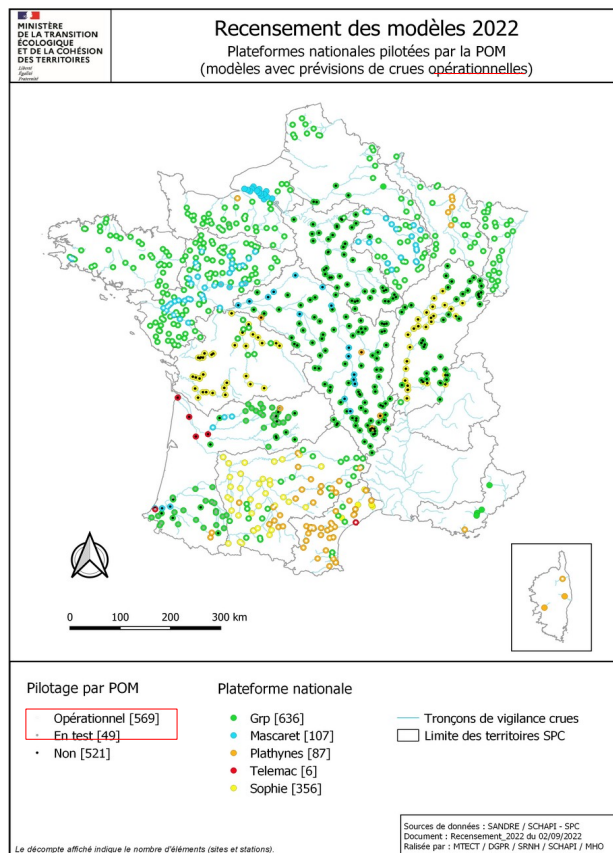 MINISTÈRE
DE LA TRANSITION
ÉCOLOGIQUE
ET DE LA COHÉSION
DES TERRITOIRES
Liberté
Égalité
Fraternité
Recensement des modèles 2022
Plateformes nationales pilotées par la POM
(modèles avec prévisions de crues opérationnelles)
0 100 200 300 km
Pilotage par POM
Opérationnel [569]
En test [49]
Non [521]
Plateforme nationale
Grp [636]
Mascaret [107]
Plathynes [87]
Telemac [6]
Sophie [356]
Tronçons de vigilance crues
Limite des territoires SPC
Le décompte affiché indique le nombre d'éléments (sites et stations).
Sources de données : SANDRE / SCHAPI - SPC
Document : Recensement_2022 du 02/09/2022
Ralisée par : MTECT / DGPR / SRNH / SCHAPI / MHO